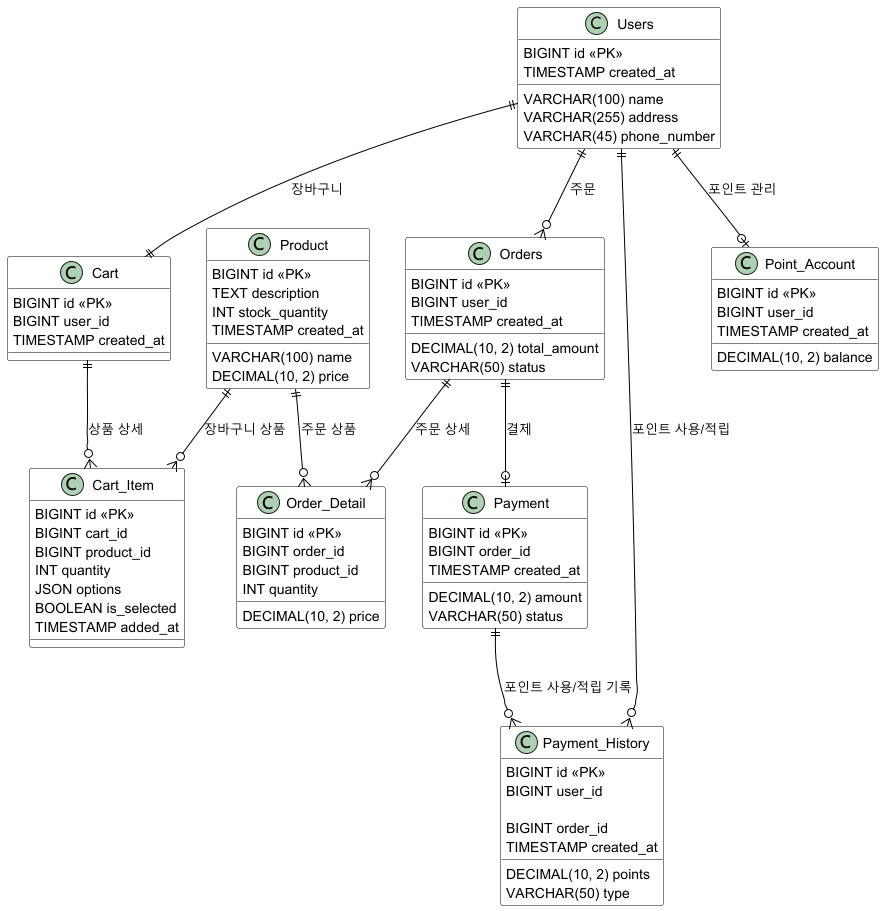 C Users
BIGINT id «PK»
TIMESTAMP created_at
VARCHAR(100) name
VARCHAR(255) address
VARCHAR(45) phone_number
장바구니
주문
포인트 관리
C Cart
BIGINT id «PK»
BIGINT user_id
TIMESTAMP created_at
C Product
BIGINT id «PK»
TEXT description
INT stock_quantity
TIMESTAMP created_at
VARCHAR(100) name
DECIMAL(10, 2) price
C Orders
BIGINT id «PK»
BIGINT user_id
TIMESTAMP created_at
DECIMAL(10, 2) total_amount
VARCHAR(50) status
C Point_Account
BIGINT id «PK»
BIGINT user_id
TIMESTAMP created_at
DECIMAL(10, 2) balance
상품 상세
장바구니 상품
주문 상품
주문 상세
결제
포인트 사용/적립
C Cart_Item
BIGINT id «PK»
BIGINT cart_id
BIGINT product_id
INT quantity
JSON options
BOOLEAN is_selected
TIMESTAMP added_at
C Order_Detail
BIGINT id «PK»
BIGINT order_id
BIGINT product_id
INT quantity
DECIMAL(10, 2) price
C Payment
BIGINT id «PK»
BIGINT order_id
TIMESTAMP created_at
DECIMAL(10, 2) amount
VARCHAR(50) status
포인트 사용/적립 기록
C Payment_History
BIGINT id «PK»
BIGINT user_id
BIGINT order_id
TIMESTAMP created_at
DECIMAL(10, 2) points
VARCHAR(50) type